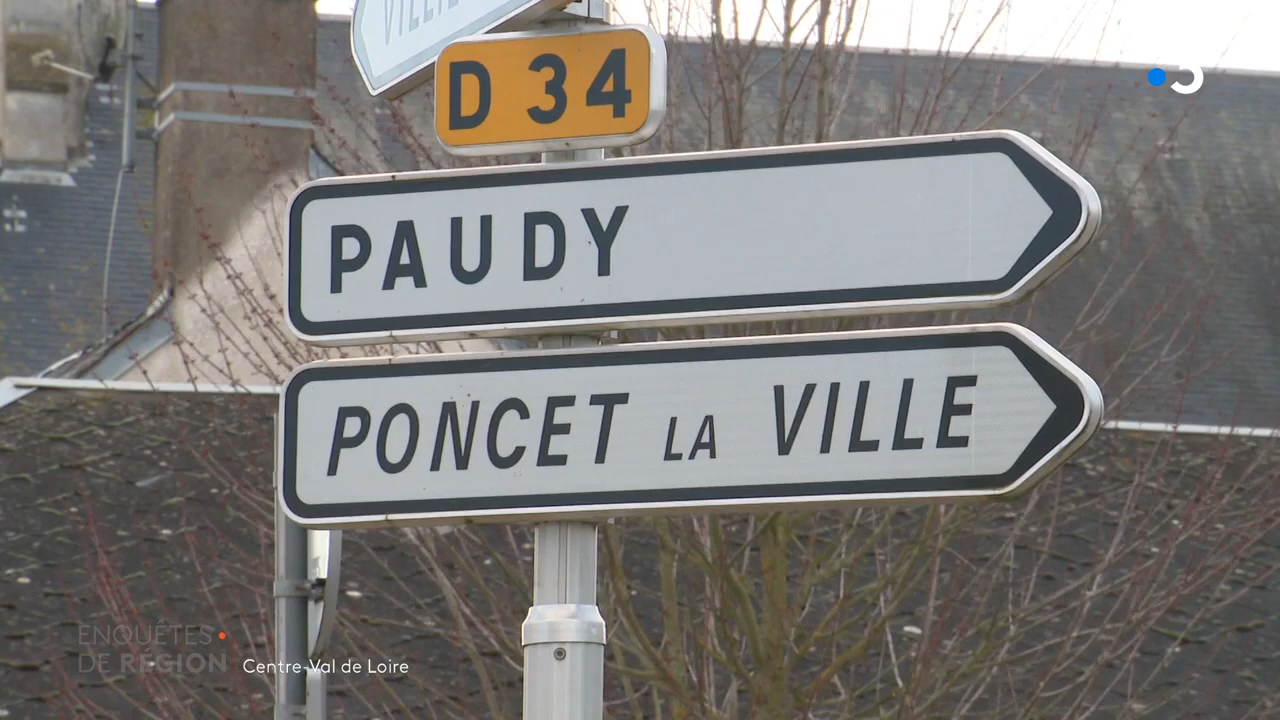 D 34
PAUDY
PONCET LA VILLE
ENQUÊTES
DE RÉGION Centre-Val de Loire